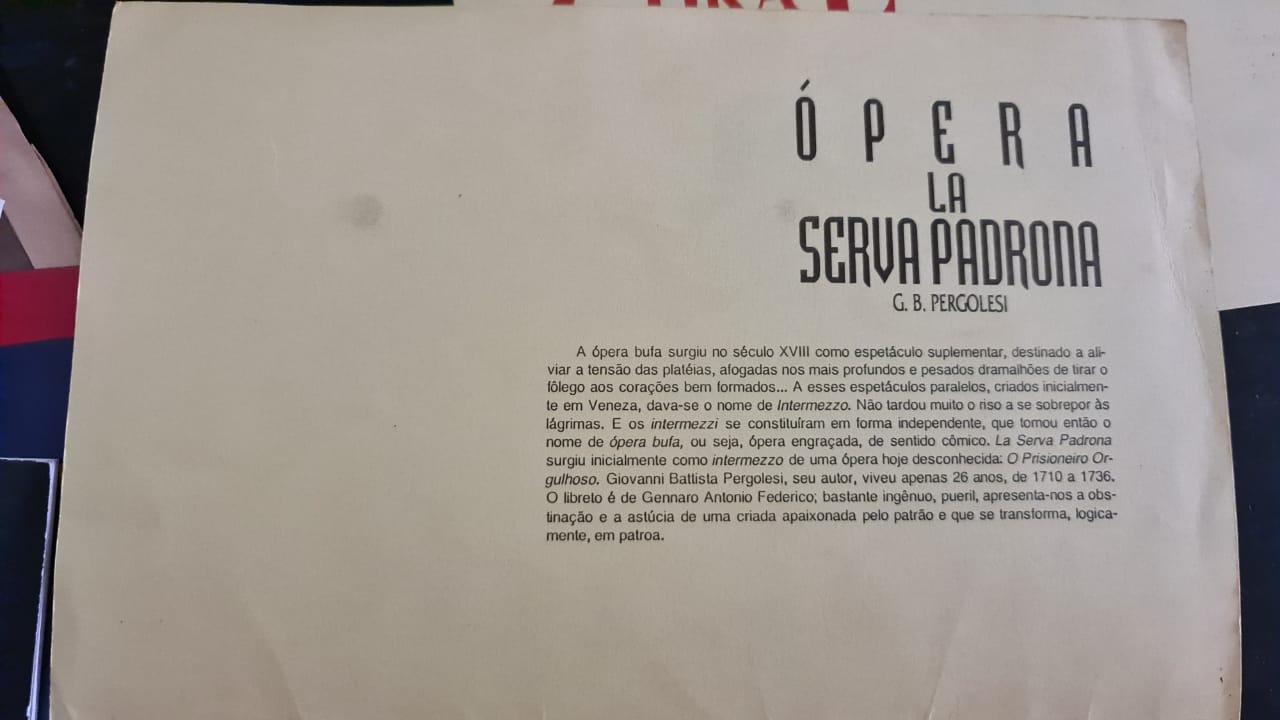 ÓPERA
LA
SERVA PADRONA
G. B. PERGOLESI
A ópera bufa surgiu no século XVIII como espetáculo suplementar, destinado a ali-
viar a tensão das platéias, afogadas nos mais profundos e pesados dramalhões de tirar o
fôlego aos corações bem formados... A esses espetáculos paralelos, criados inicialmen-
te em Veneza, dava-se o nome de Intermezzo. Não tardou muito o riso a se sobrepor às
lágrimas. E os intermezzi se constituíram em forma independente, que tomou então o
nome de ópera bufa, ou seja, ópera engraçada, de sentido cômico. La Serva Padrona
surgiu inicialmente como intermezzo de uma ópera hoje desconhecida: O Prisioneiro Or-
gulhoso. Giovanni Battista Pergolesi, seu autor, viveu apenas 26 anos, de 1710 a 1736.
O libreto é de Gennaro Antonio Federico; bastante ingênuo, pueril, apresenta-nos a obs-
tinação e a astúcia de uma criada apaixonada pelo patrão e que se transforma, logica-
mente, em patroa.